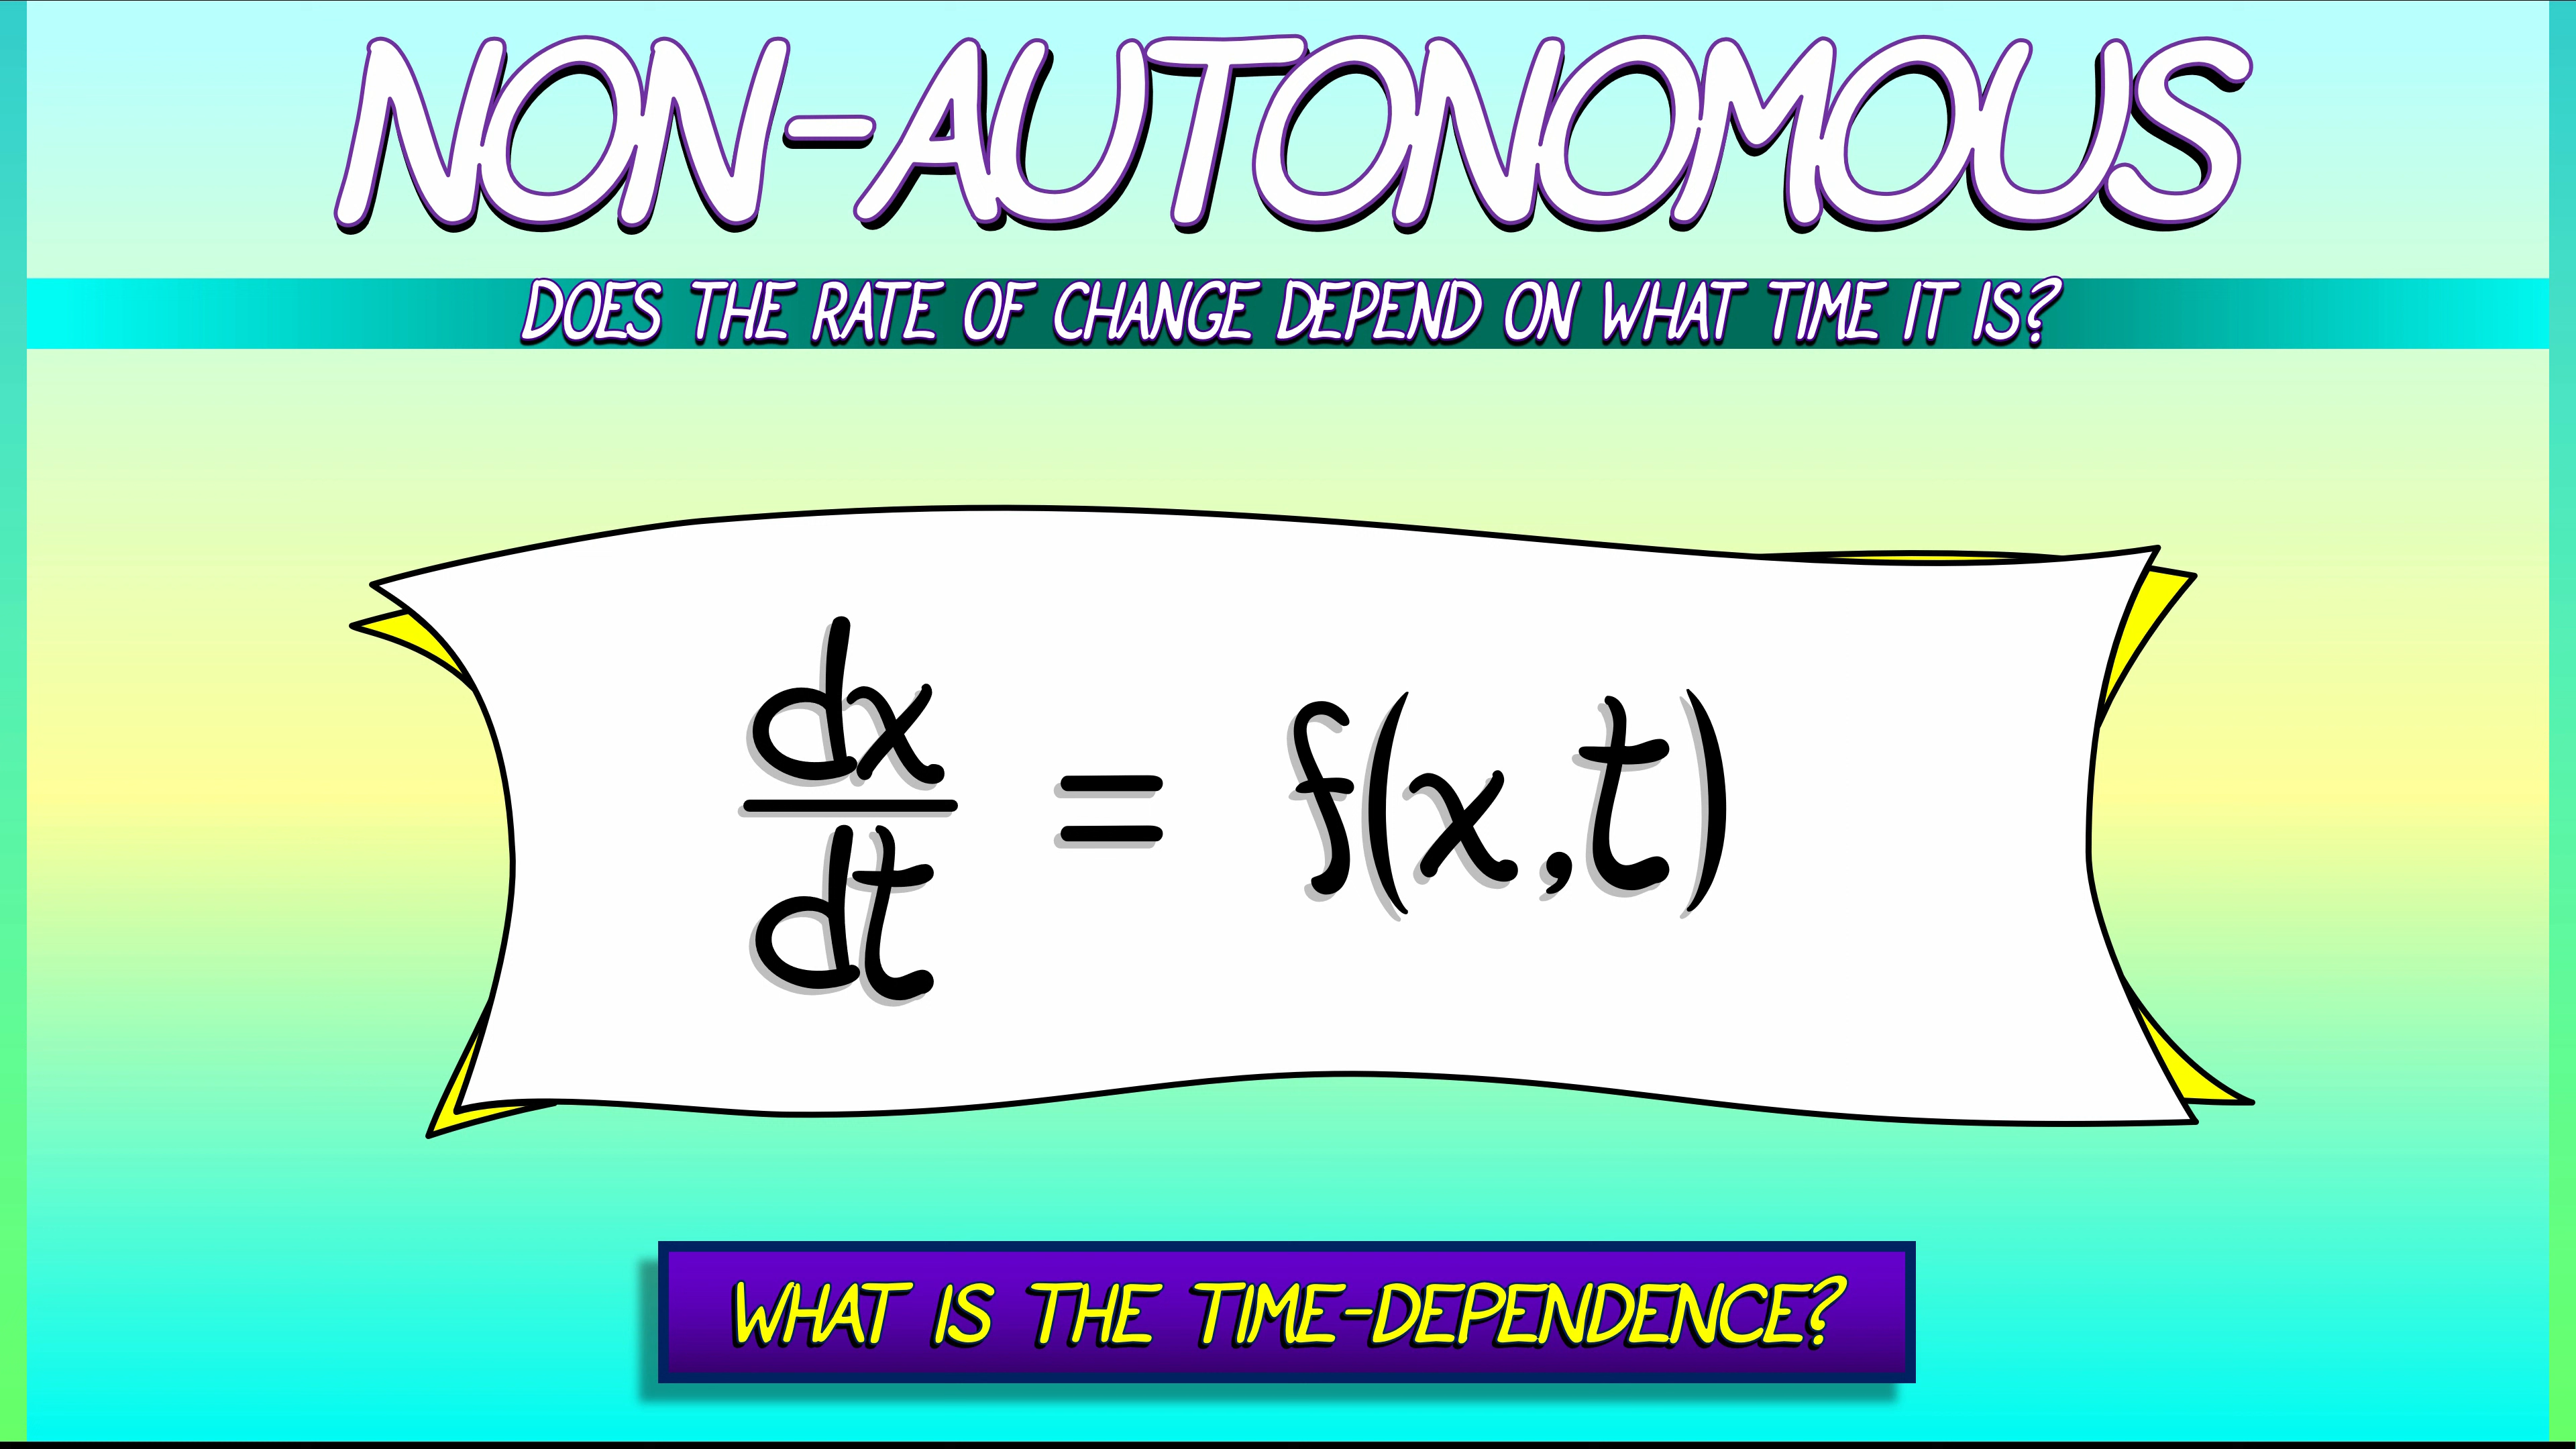 NON-AUTONOMOUS
DOES THE RATE OF CHANGE DEPEND ON WHAT TIME IT IS?
dx/dt = f(x,t)
WHAT IS THE TIME-DEPENDENCE?